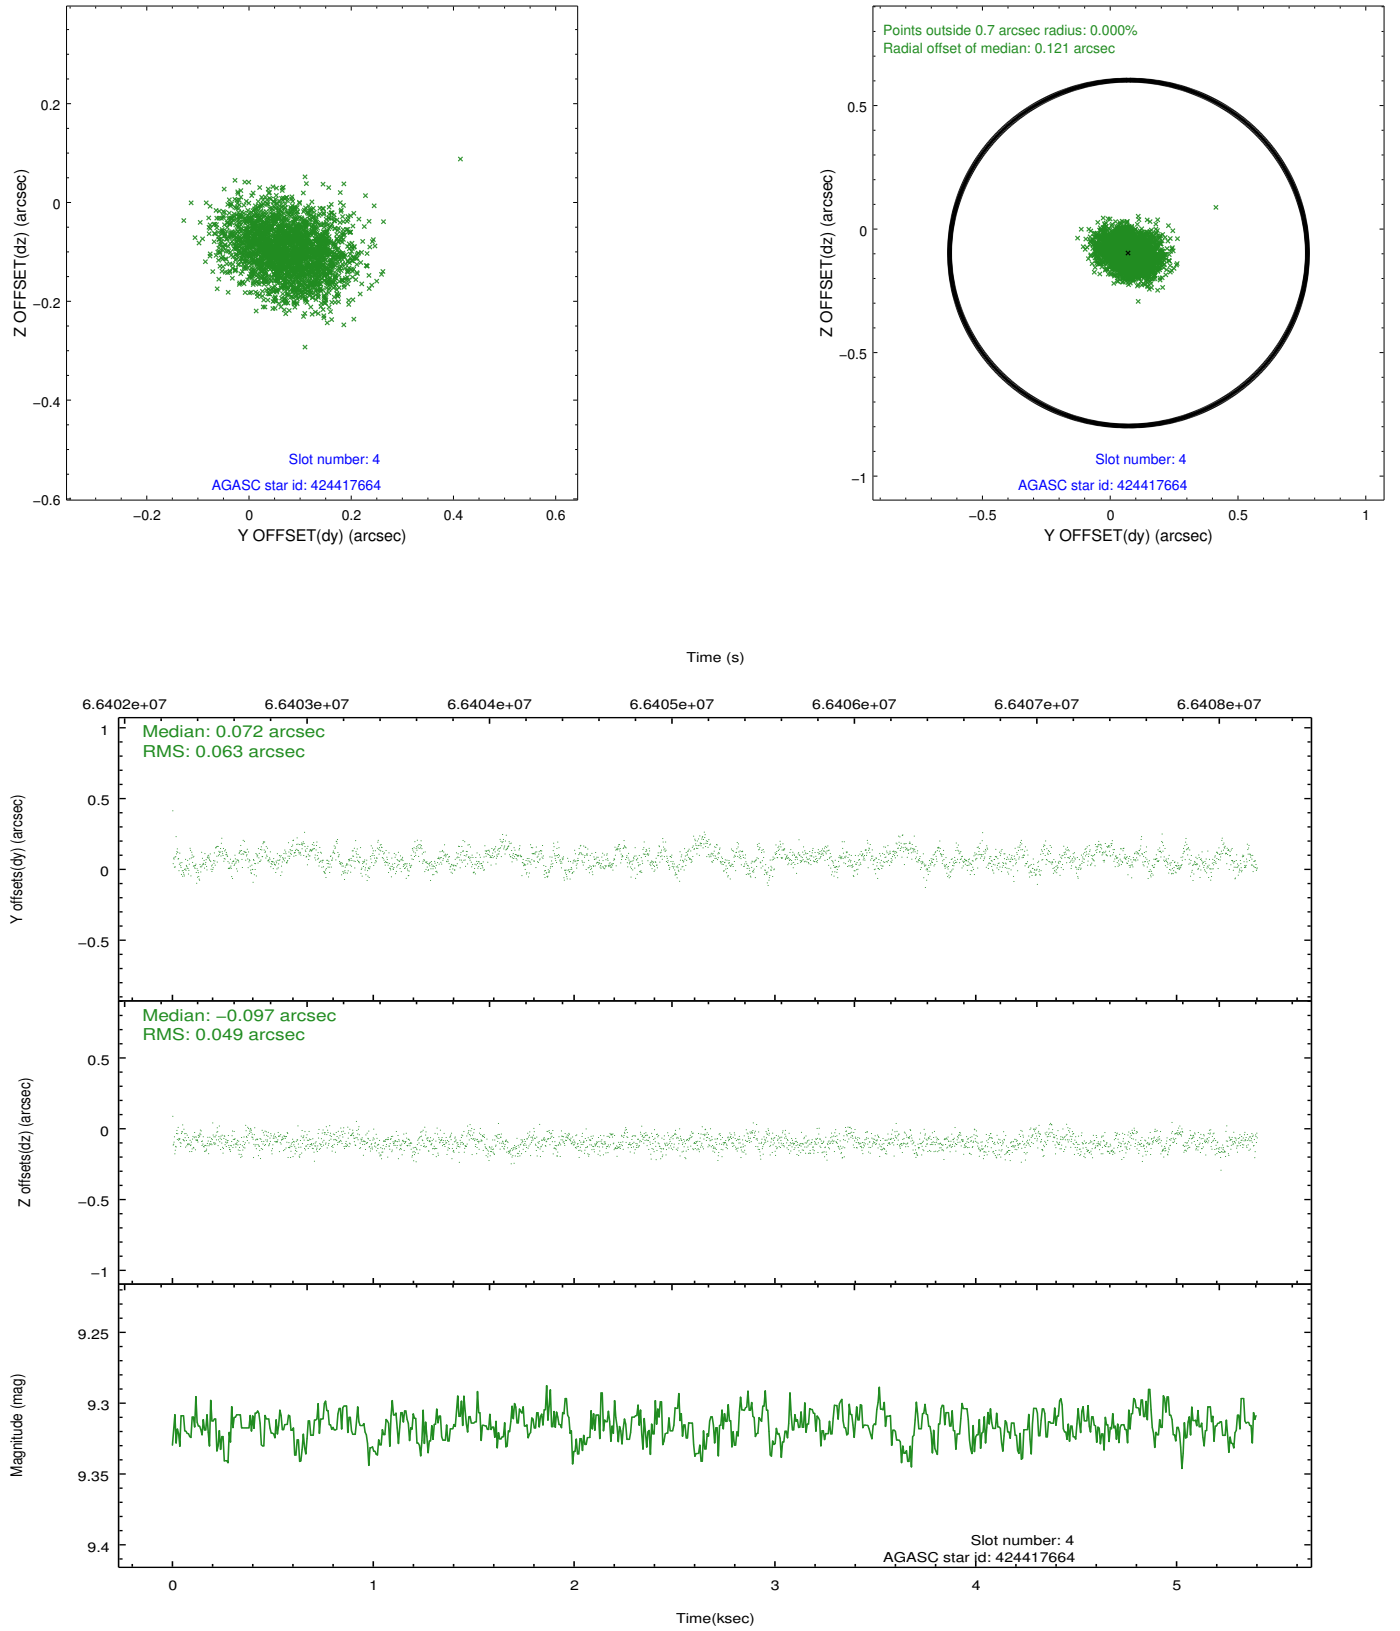 0.2
0
−0.2
−0.4
−0.6
Z OFFSET(dz) (arcsec)
Slot number: 4
AGASC star id: 424417664
−0.2
0
0.2
0.4
0.6
Y OFFSET(dy) (arcsec)
Points outside 0.7 arcsec radius: 0.000%
Radial offset of median: 0.121 arcsec
0.5
0
−0.5
−1
Z OFFSET(dz) (arcsec)
Slot number: 4
AGASC star id: 424417664
−0.5
0
0.5
1
Y OFFSET(dy) (arcsec)
Time (s)
6.6402e+07
6.6403e+07
6.6404e+07
6.6405e+07
6.6406e+07
6.6407e+07
6.6408e+07
Median: 0.072 arcsec
RMS: 0.063 arcsec
1
0.5
0
−0.5
Y offsets(dy) (arcsec)
Median: −0.097 arcsec
RMS: 0.049 arcsec
0.5
0
−0.5
−1
Z offsets(dz) (arcsec)
9.25
9.3
9.35
9.4
Magnitude (mag)
Slot number: 4
AGASC star id: 424417664
0
1
2
3
4
5
Time(ksec)